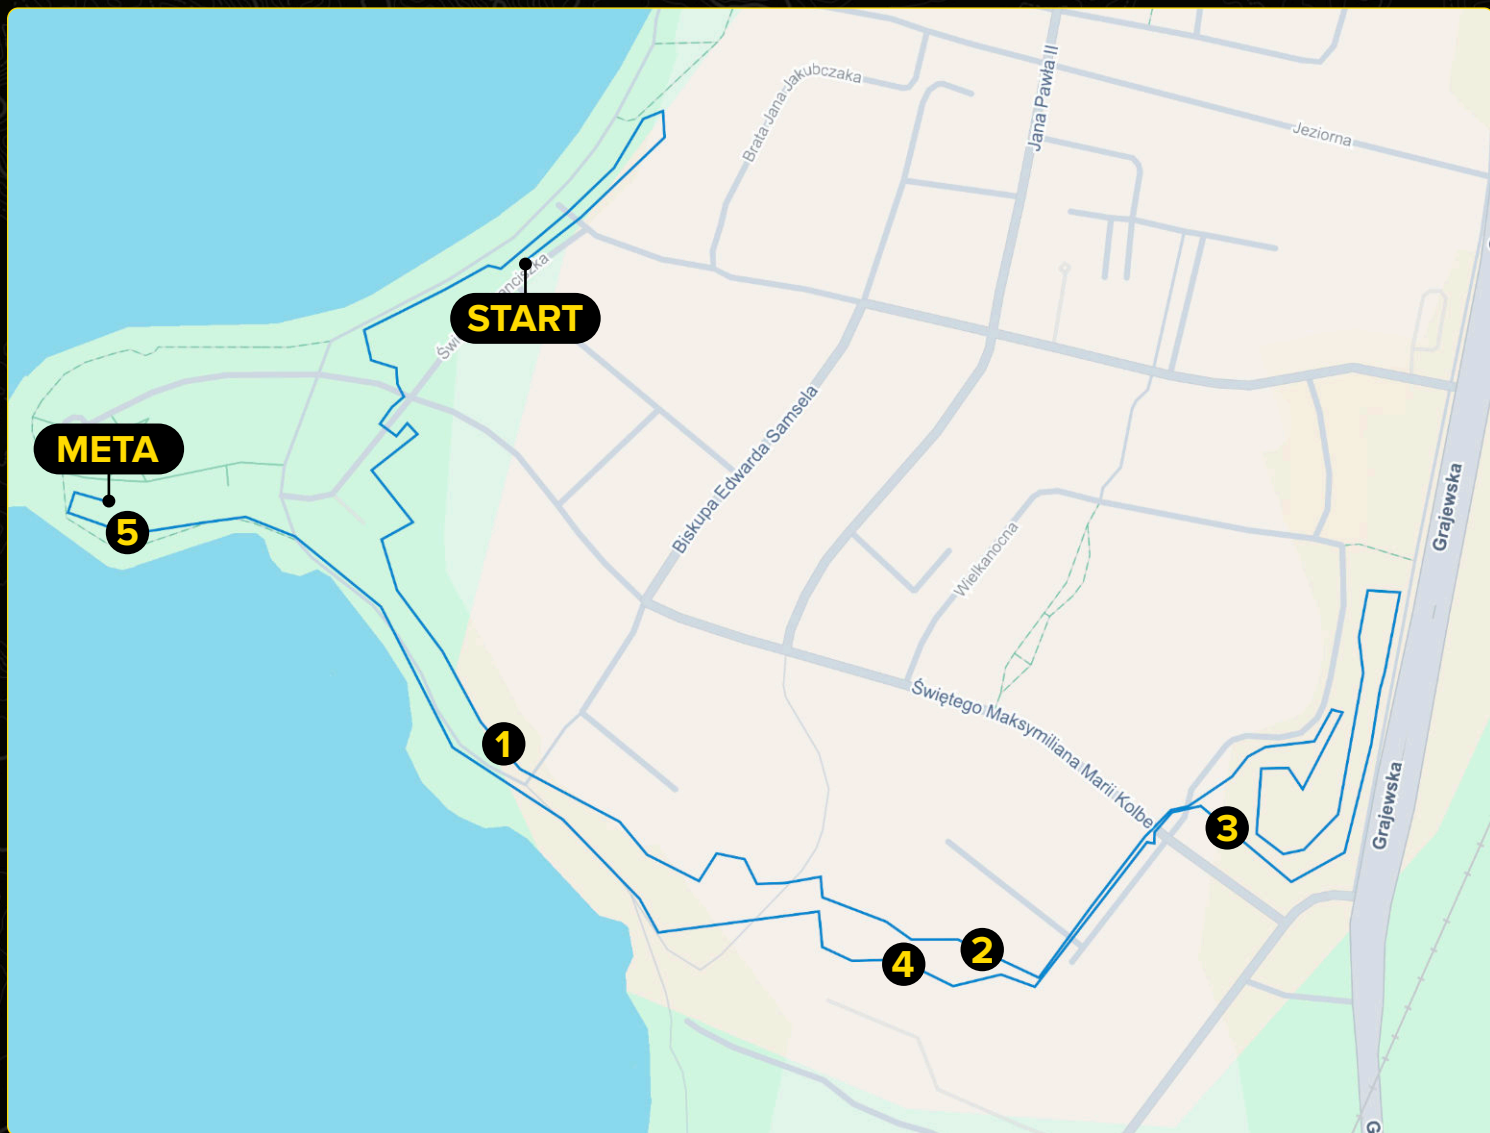 Brata Jana Jakubczaka
Jana Pawła II
Jeziorna
START
META
Biskupa Edwarda Samsela
Wielkanocna
Grajewska
5
Świętego Maksymiliana Marii Kolbe
1
Grajewska
3
2
4